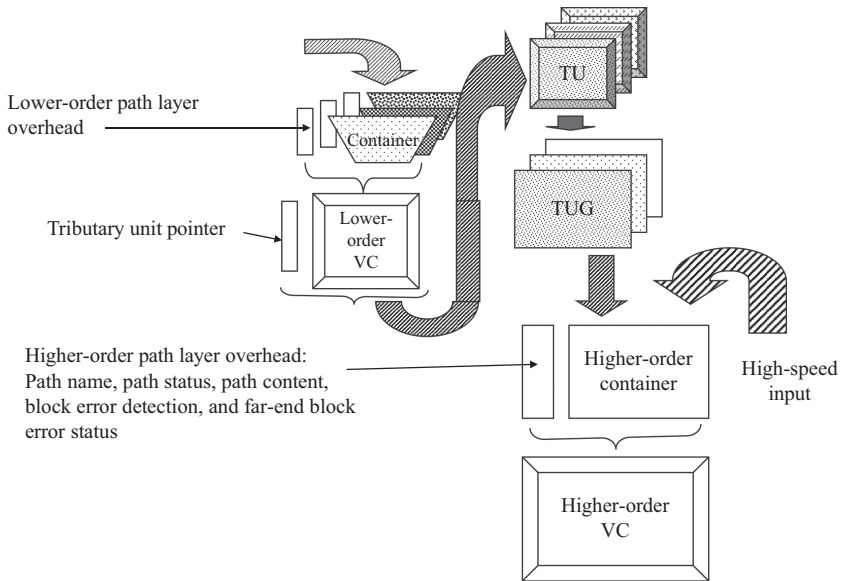 Lower-order path layer
overhead
Container
Tributary unit pointer
Lower-
order
VC
TU
TUG
Higher-order path layer overhead:
Path name, path status, path content,
block error detection, and far-end block
error status
Higher-order
container
High-speed
input
Higher-order
VC